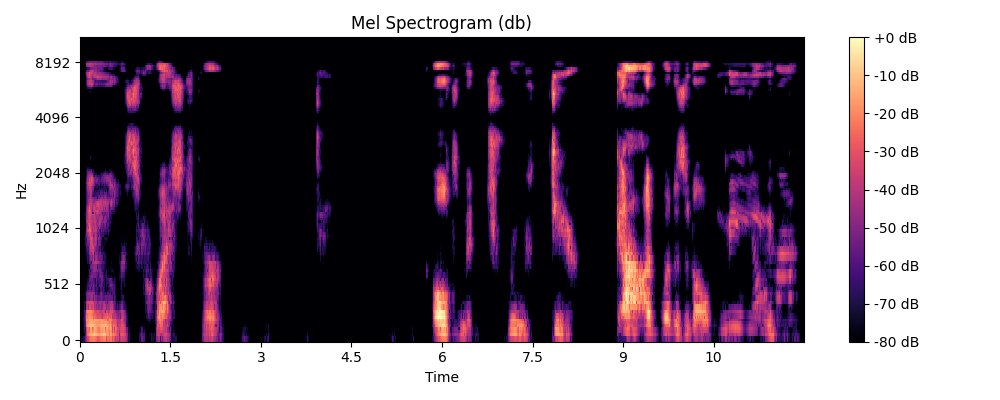 Mel Spectrogram (db)
8192
4096
2048
1024
512
0
Hz
0 1.5 3 4.5 6 7.5 9 10
Time
+0 dB
-10 dB
-20 dB
-30 dB
-40 dB
-50 dB
-60 dB
-70 dB
-80 dB